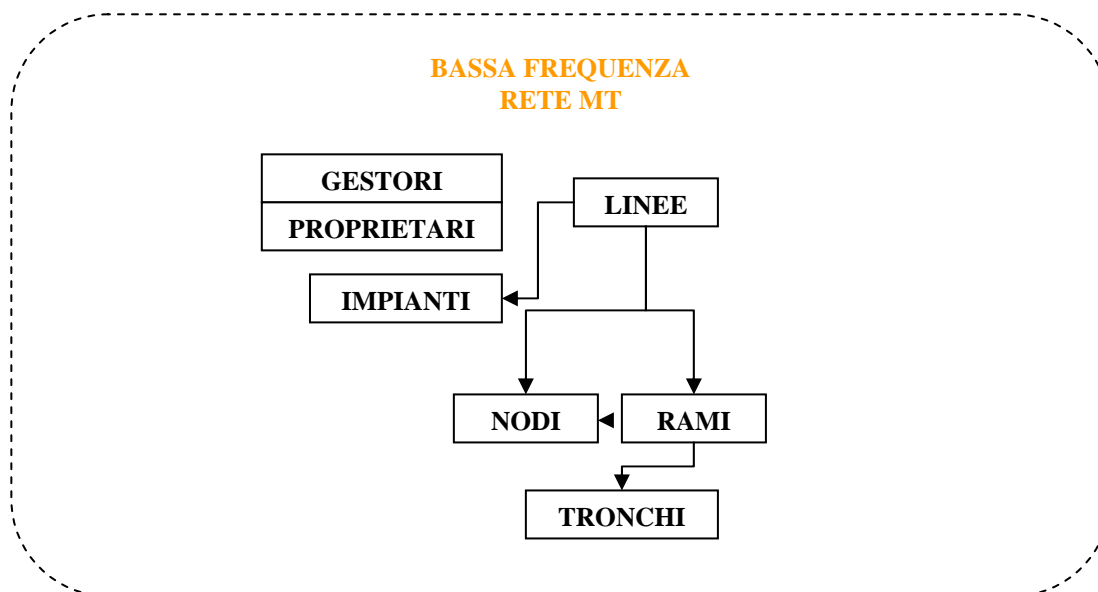 BASSA FREQUENZA
RETE MT
GESTORI
PROPRIETARI
LINEE
IMPIANTI
NODI
RAMI
TRONCHI